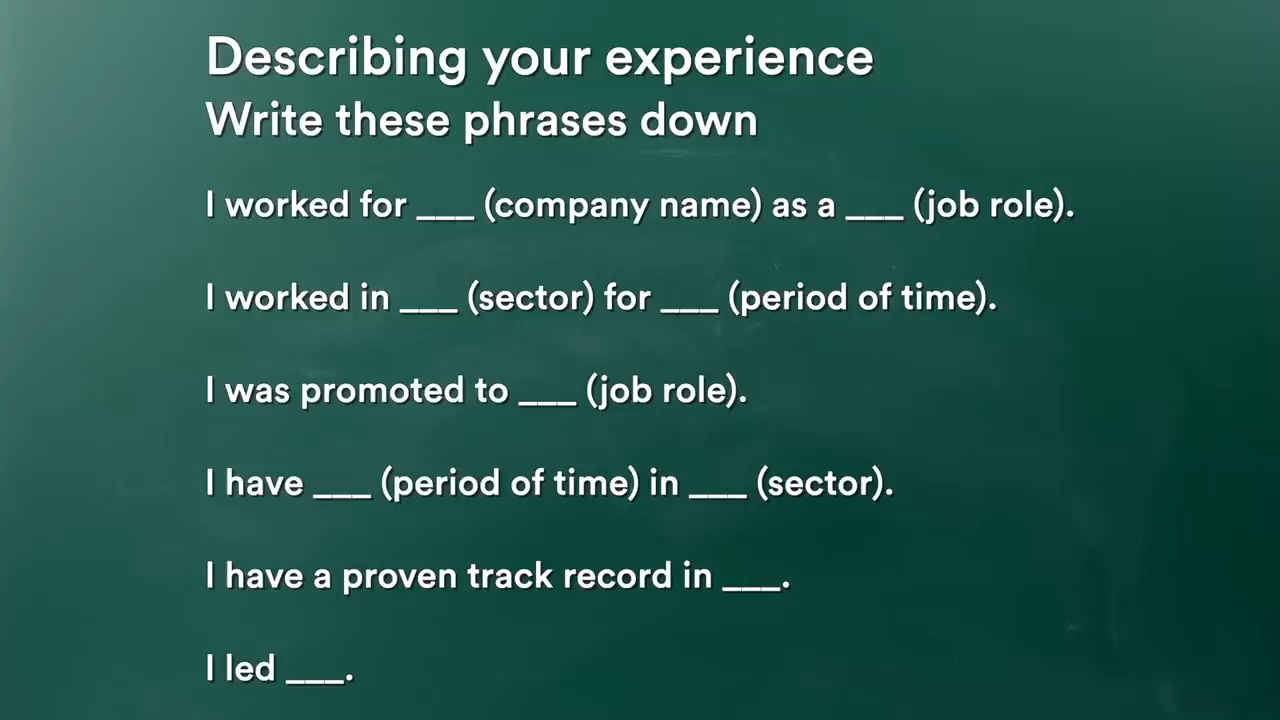 Describing your experience
Write these phrases down
I worked for ___ (company name) as a ___ (job role).
I worked in ___ (sector) for ___ (period of time).
I was promoted to ___ (job role).
I have ___ (period of time) in ___ (sector).
I have a proven track record in ___.
I led ___.